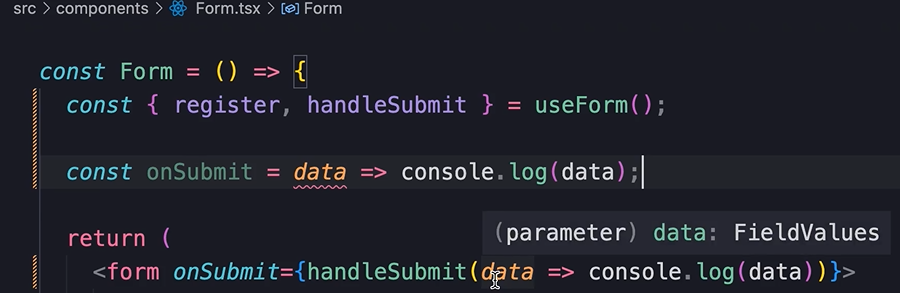 src > components > Form.tsx > Form
const Form = () => {
const { register, handleSubmit } = useForm();
const onSubmit = data => console.log(data);
return (
(parameter) data: FieldValues
<form onSubmit={handleSubmit(data => console.log(data))}>